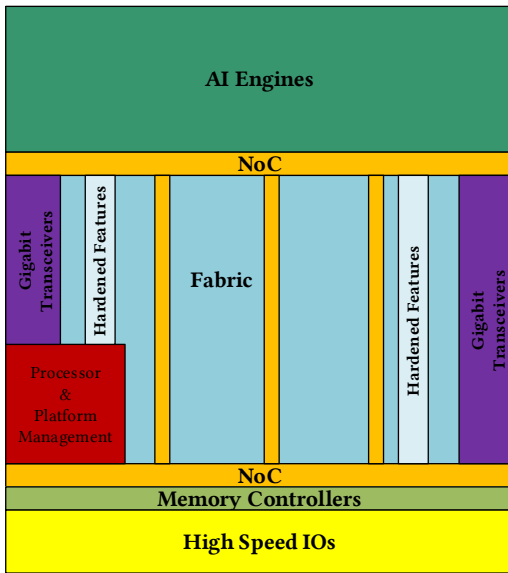 AI Engines
NoC
Gigabit
Transceivers
Hardened Features
Fabric
Hardened Features
Gigabit
Transceivers
Processor
&
Platform
Management
NoC
Memory Controllers
High Speed IOs